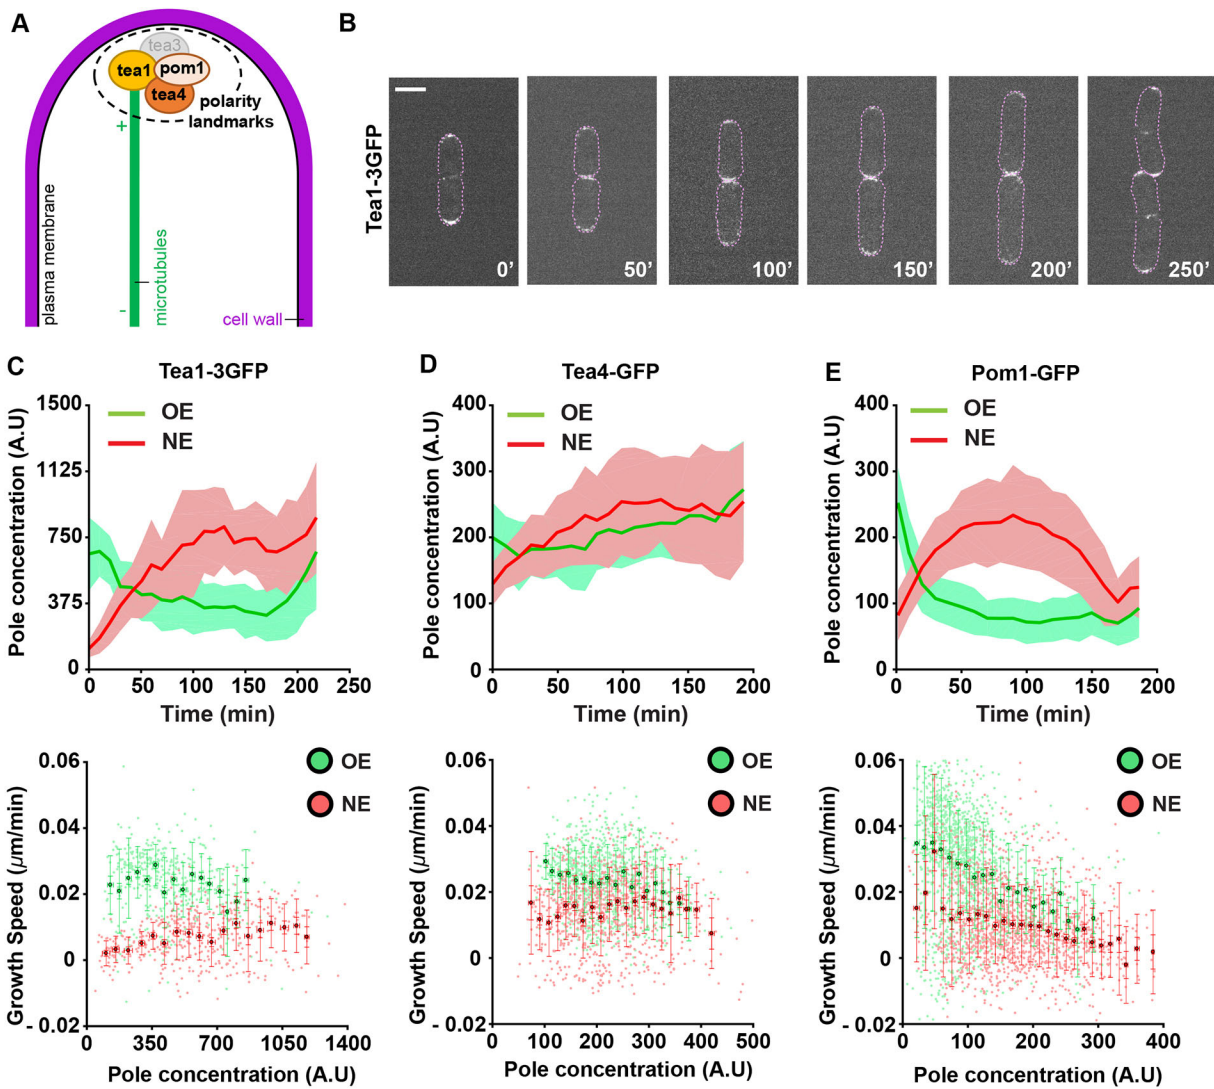 A
tea3
tea1
pom1
tea4
polarity
landmarks
+
-
plasma membrane
microtubules
cell wall
B
Tea1-3GFP
0’
50’
100’
150’
200’
250’
C
Tea1-3GFP
Pole concentration (A.U)
1500
1125
750
375
0
OE
NE
0
50
100
150
200
250
Time (min)
D
Tea4-GFP
Pole concentration (A.U)
400
300
200
100
0
OE
NE
0
50
100
150
200
Time (min)
E
Pom1-GFP
Pole concentration (A.U)
400
300
200
100
0
OE
NE
0
50
100
150
200
Time (min)
Growth Speed (µm/min)
0.06
0.04
0.02
0
- 0.02
OE
NE
0
350
700
1050
1400
Pole concentration (A.U)
Growth Speed (µm/min)
0.06
0.04
0.02
0
- 0.02
OE
NE
0
100
200
300
400
500
Pole concentration (A.U)
Growth Speed (µm/min)
0.06
0.04
0.02
0
- 0.02
OE
NE
0
100
200
300
400
Pole concentration (A.U)